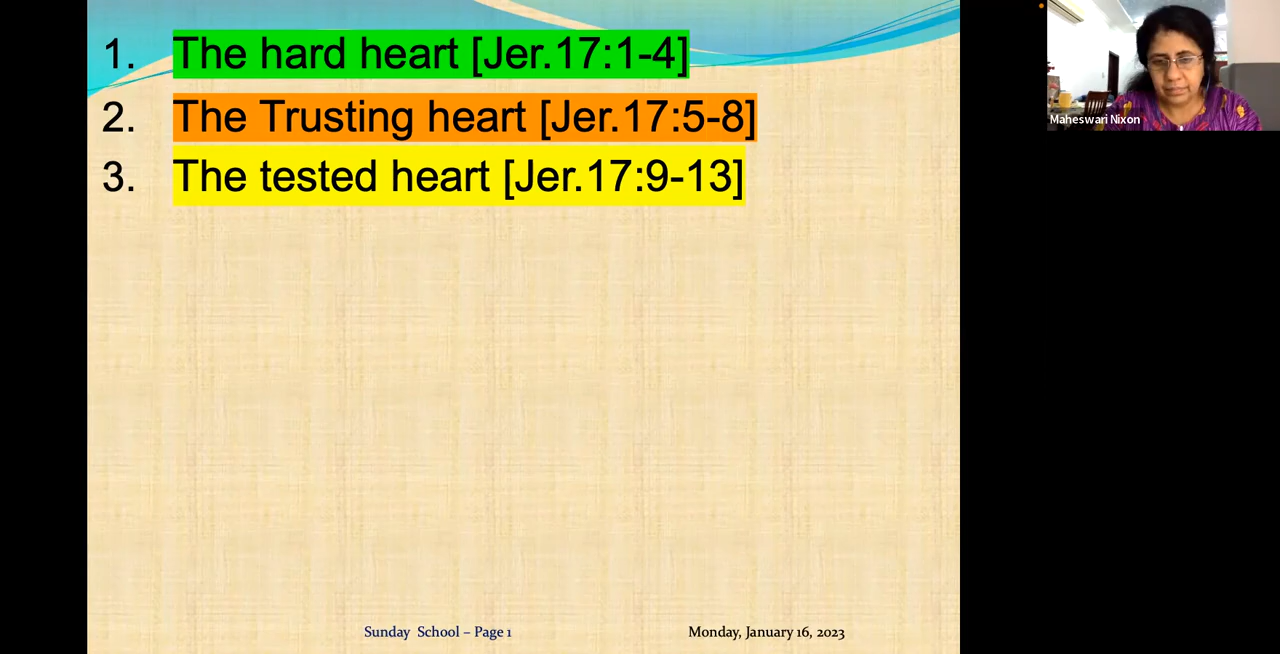 1. The hard heart [Jer.17:1-4]
2. The Trusting heart [Jer.17:5-8]
3. The tested heart [Jer.17:9-13]
Maheswari Nixon
Sunday School – Page 1
Monday, January 16, 2023